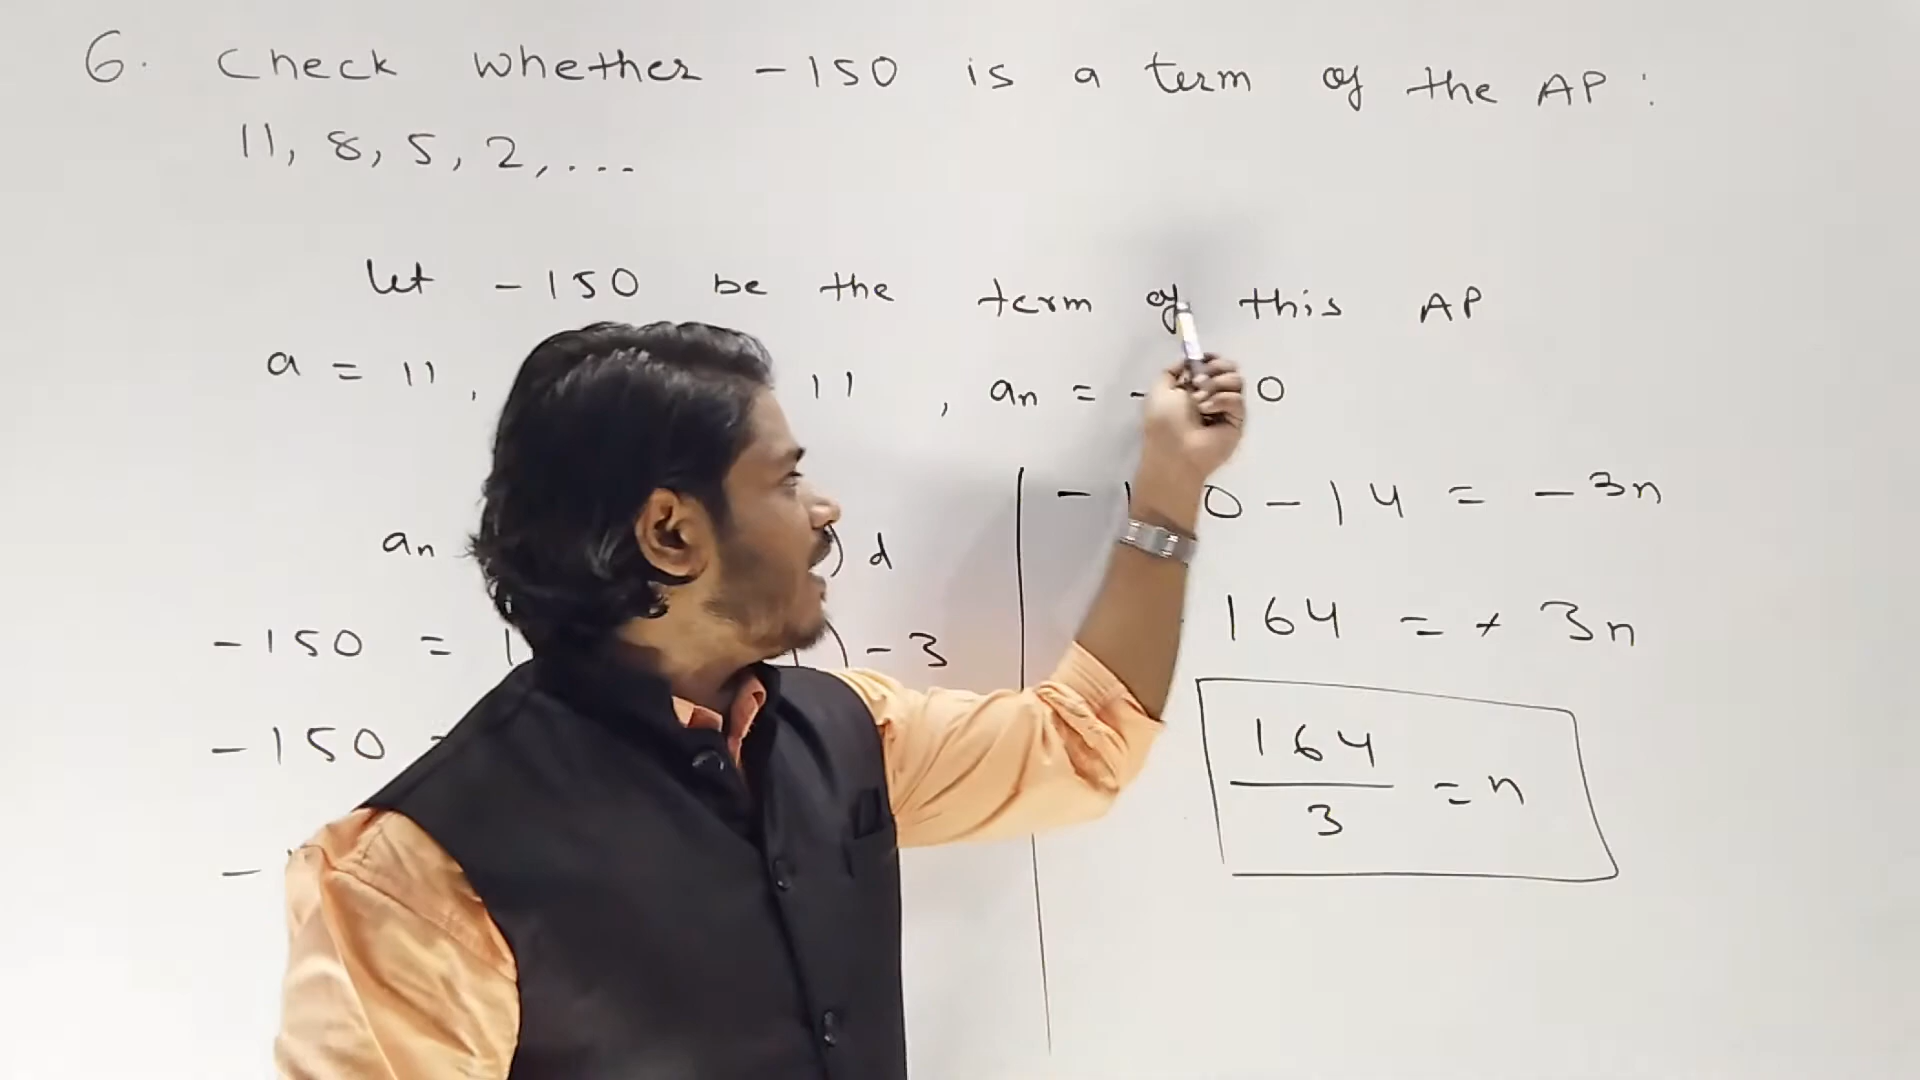 6. Check whether -150 is a term of the AP :
11, 8, 5, 2, ...
let -150 be the term of this AP
a = 11, 11 , an = - 0
an ) d
-150 = 1 ) -3
-150
-
- 1 0 - 14 = - 3n
164 = + 3n
164/3 = n